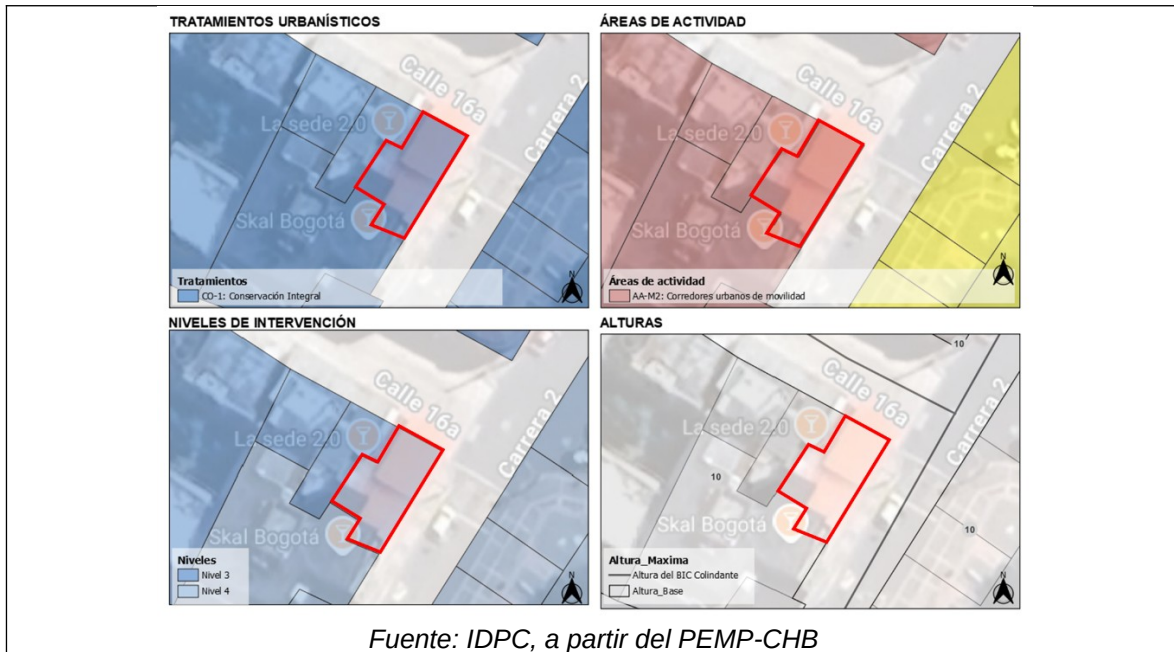 TRATAMIENTOS URBANÍSTICOS
Calle 16a
La sede 2.0
Carrera 2
Skal Bogotá
Tratamientos
CO-1: Conservación Integral
N
ÁREAS DE ACTIVIDAD
Calle 16a
La sede 2.0
Carrera 2
Skal Bogotá
Áreas de actividad
AA-M2: Corredores urbanos de movilidad
N
NIVELES DE INTERVENCIÓN
Calle 16a
La sede 2.0
Carrera 2
Skal Bogotá
Niveles
Nivel 3
Nivel 4
N
ALTURAS
10
Calle 16a
La sede 2.0
Carrera 2
10
Skal Bogotá
10
Altura_Maxima
Altura del BIC Colindante
Altura_Base
N
Fuente: IDPC, a partir del PEMP-CHB